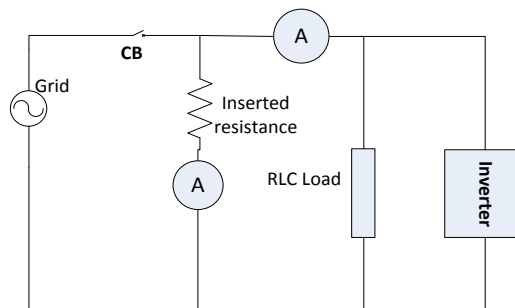 A
CB
Grid
Inserted
resistance
A
RLC Load
Inverter